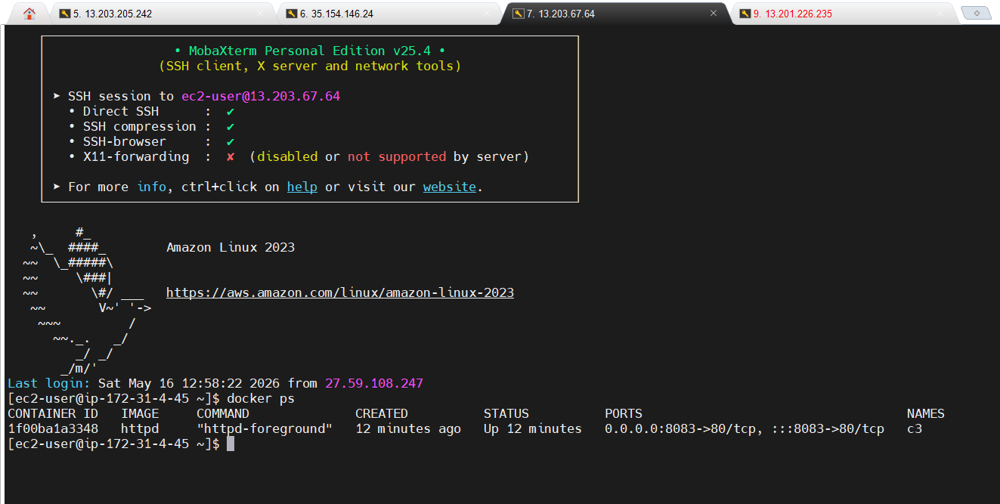 5. 13.203.205.242
6. 35.154.146.24
7. 13.203.67.64
9. 13.201.226.235
• MobaXterm Personal Edition v25.4 •
(SSH client, X server and network tools)
➤ SSH session to ec2-user@13.203.67.64
• Direct SSH      :  ✔
• SSH compression :  ✔
• SSH-browser     :  ✔
• X11-forwarding  :  ✘  (disabled or not supported by server)
➤ For more info, ctrl+click on help or visit our website.
   ,     #_
   ~\_  ####_        Amazon Linux 2023
  ~~  \_#####\
  ~~     \###|
  ~~       \#/ ___   https://aws.amazon.com/linux/amazon-linux-2023
   ~~       V~' '->
    ~~~         /
      ~~._.   _/
         _/ _/
       _/m/'
Last login: Sat May 16 12:58:22 2026 from 27.59.108.247
[ec2-user@ip-172-31-4-45 ~]$ docker ps
CONTAINER ID   IMAGE     COMMAND              CREATED          STATUS          PORTS                                   NAMES
1f00ba1a3348   httpd     "httpd-foreground"   12 minutes ago   Up 12 minutes   0.0.0.0:8083->80/tcp, :::8083->80/tcp   c3
[ec2-user@ip-172-31-4-45 ~]$